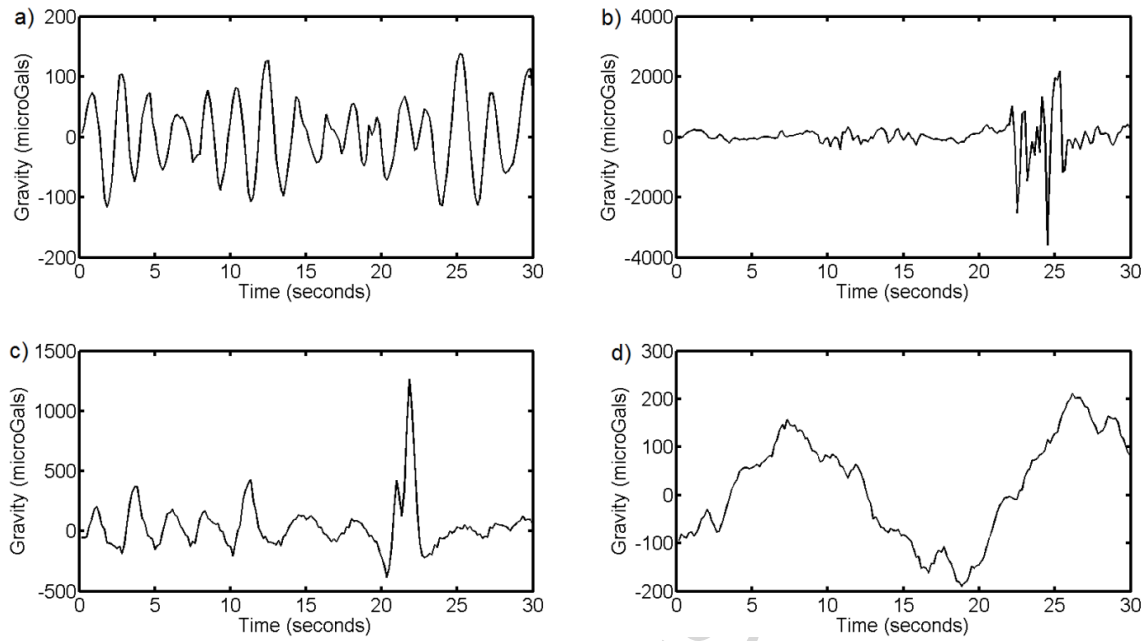 a)
200
100
0
-100
-200
Gravity (microGals)
0 5 10 15 20 25 30
Time (seconds)
b)
4000
2000
0
-2000
-4000
Gravity (microGals)
0 5 10 15 20 25 30
Time (seconds)
c)
1500
1000
500
0
-500
Gravity (microGals)
0 5 10 15 20 25 30
Time (seconds)
d)
300
200
100
0
-100
-200
Gravity (microGals)
0 5 10 15 20 25 30
Time (seconds)